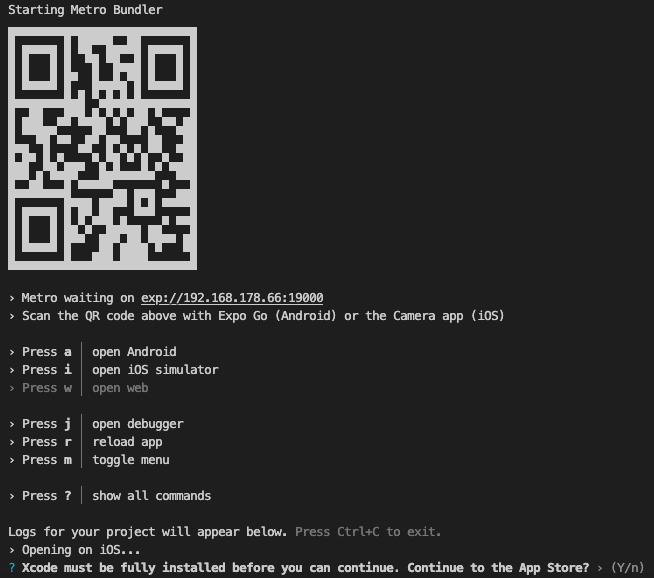 Starting Metro Bundler
› Metro waiting on exp://192.168.178.66:19000
› Scan the QR code above with Expo Go (Android) or the Camera app (iOS)
› Press a │ open Android
› Press i │ open iOS simulator
› Press w │ open web
› Press j │ open debugger
› Press r │ reload app
› Press m │ toggle menu
› Press ? │ show all commands
Logs for your project will appear below. Press Ctrl+C to exit.
› Opening on iOS...
? Xcode must be fully installed before you can continue. Continue to the App Store? › (Y/n)